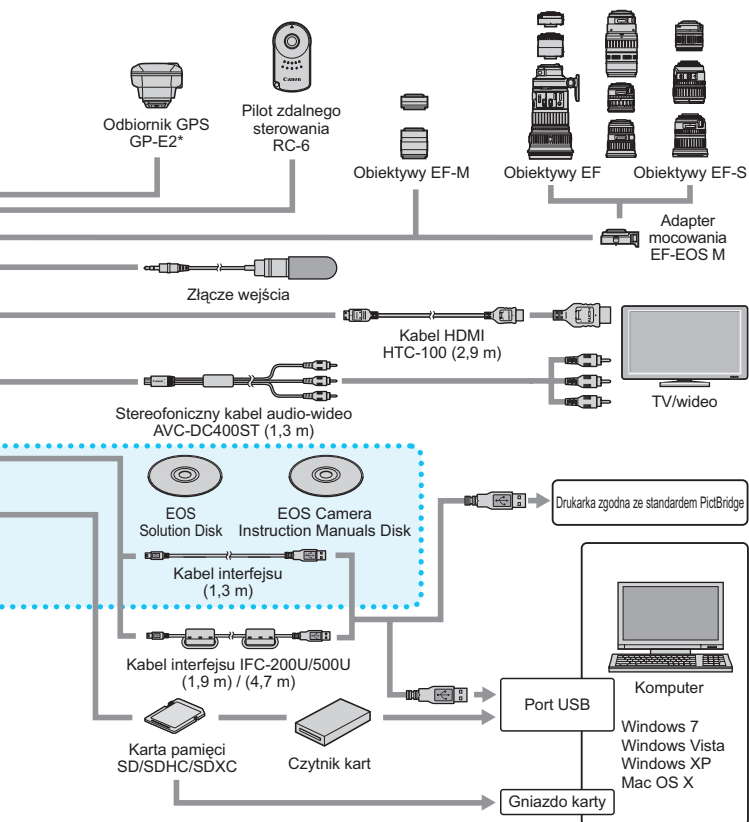 Canon
Odbiornik GPS
GP-E2*
Pilot zdalnego
sterowania
RC-6
Obiektywy EF-M
Obiektywy EF
Obiektywy EF-S
Adapter
mocowania
EF-EOS M
Złącze wejścia
Kabel HDMI
HTC-100 (2,9 m)
TV/wideo
Stereofoniczny kabel audio-wideo
AVC-DC400ST (1,3 m)
EOS
Solution Disk
EOS Camera
Instruction Manuals Disk
Drukarka zgodna ze standardem PictBridge
Kabel interfejsu
(1,3 m)
Kabel interfejsu IFC-200U/500U
(1,9 m) / (4,7 m)
Port USB
Komputer
Windows 7
Windows Vista
Windows XP
Mac OS X
Karta pamięci
SD/SDHC/SDXC
Czytnik kart
Gniazdo karty